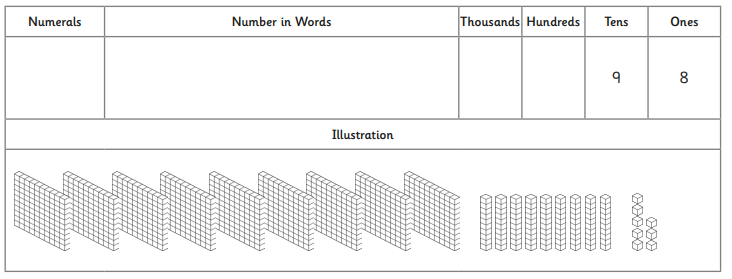 Numerals Number in Words Thousands Hundreds Tens Ones
9 8
Illustration